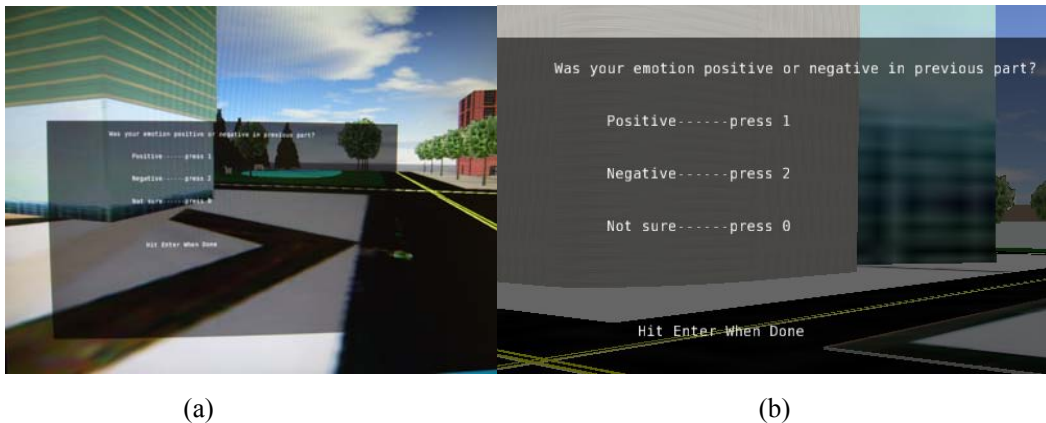 Was your emotion positive or negative in previous part?
Positive------press 1
Negative------press 2
Not sure------press 0
Hit Enter When Done
Was your emotion positive or negative in previous part?
Positive------press 1
Negative------press 2
Not sure------press 0
Hit Enter When Done
(a)
(b)